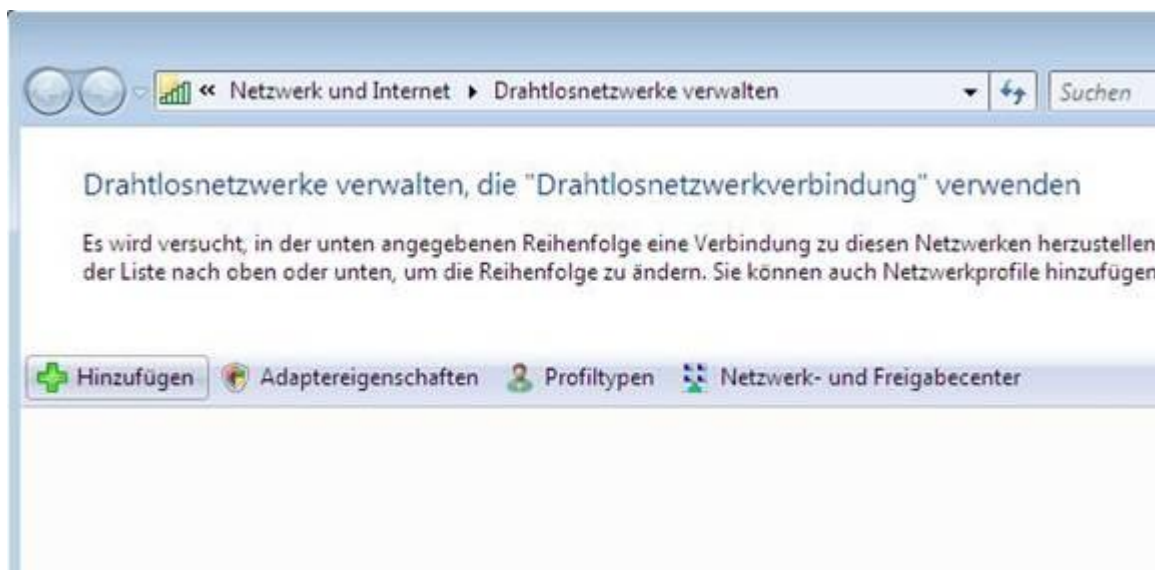 « Netzwerk und Internet ▸ Drahtlosnetzwerke verwalten Suchen
Drahtlosnetzwerke verwalten, die "Drahtlosnetzwerkverbindung" verwenden
Es wird versucht, in der unten angegebenen Reihenfolge eine Verbindung zu diesen Netzwerken herzustellen
der Liste nach oben oder unten, um die Reihenfolge zu ändern. Sie können auch Netzwerkprofile hinzufügen
Hinzufügen Adaptereigenschaften Profiltypen Netzwerk- und Freigabecenter